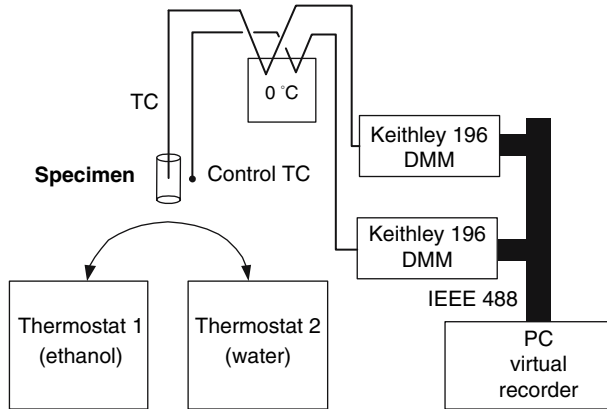 0 °C
TC
Keithley 196
DMM
Specimen
Control TC
Keithley 196
DMM
IEEE 488
Thermostat 1
(ethanol)
Thermostat 2
(water)
PC
virtual
recorder